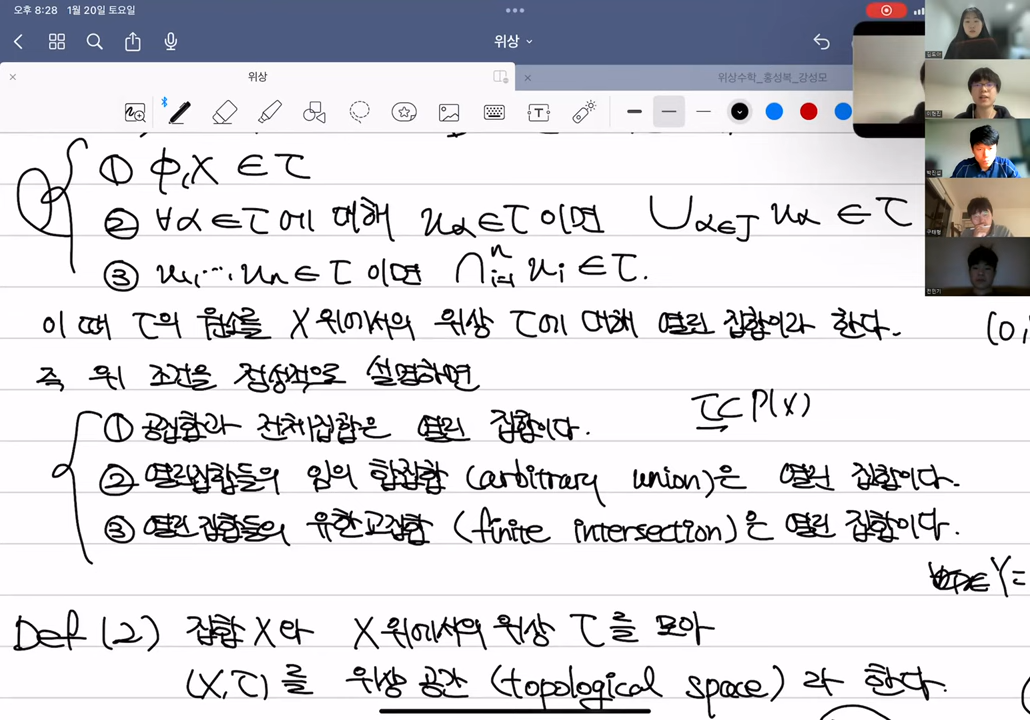 오후 8:28 1월 20일 토요일
위상
위상
위상수학_홍성복_강성모
① φ, X ∈ T
② ∀α ∈ T에 대해 uα ∈ T 이면 ∪α∈J uα ∈ T
③ u1, ..., un ∈ T 이면 ∩ⁿi=1 ui ∈ T.
이 때 T의 원소를 X 위에서의 위상 T에 대해 열린 집합이라 한다.
(0,
즉 위 조건을 정성적으로 설명하면
T ⊂ P(X)
① 공집합과 전체집합은 열린 집합이다.
② 열린집합들의 임의 합집합 (arbitrary union)은 열린 집합이다.
③ 열린 집합들의 유한교집합 (finite intersection)은 열린 집합이다.
Y=
Def (2) 집합 X와 X 위에서의 위상 T를 모아
(X, T)를 위상 공간 (topological space) 라 한다.